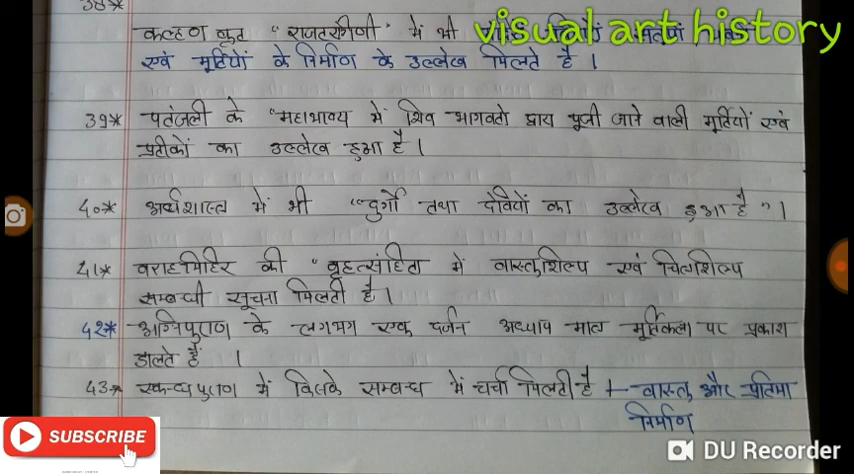 38*
visual art history
कल्हण कृत "राजतरंगिणी" में भी
एवं मूर्तियों के निर्माण के उल्लेख मिलते है ।
39* पतंजली के "महाभाष्य में शिव भागवतो प्राय पूजी जाने वाली मूर्तियों एवं
प्रतीकों का उल्लेख हुआ है ।
40* अर्थशास्त्र में भी "दुर्गो तथा देवियों का उल्लेख हुआ है" ।
41* वराहमिहिर की "वृहत्संहिता में वास्तुशिल्प एवं चित्रशिल्प
सम्बन्धी सूचना मिलती है ।
42* अग्निपुराण के लगभग एक दर्जन अध्याय मात्र मूर्तिकला पर प्रकाश
डालते हैं ।
43* स्कन्दपुराण में किसके सम्बन्ध में चर्चा मिलती है - वास्तु और प्रतिमा
निर्माण
SUBSCRIBE
DU Recorder